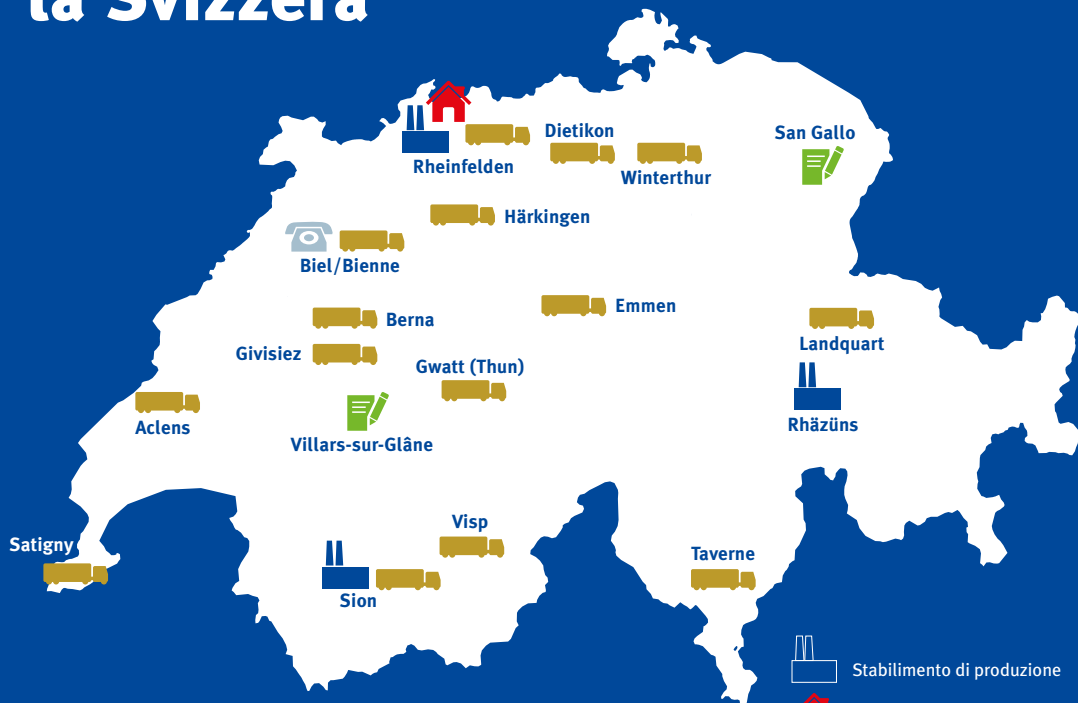 la Svizzera
Dietikon
San Gallo
Rheinfelden
Winterthur
Härkingen
Biel/Bienne
Emmen
Berna
Landquart
Givisiez
Gwatt (Thun)
Rhäzüns
Aclens
Villars-sur-Glâne
Visp
Satigny
Taverne
Sion
Stabilimento di produzione